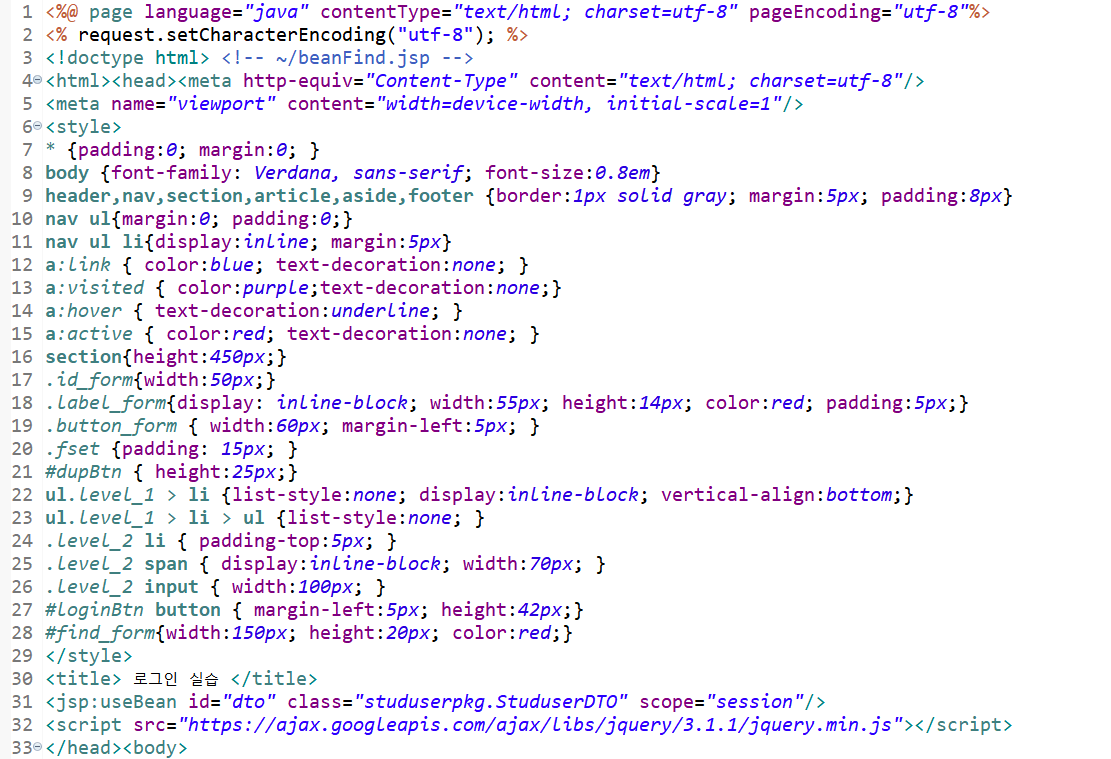 1 <%@ page language="java" contentType="text/html; charset=utf-8" pageEncoding="utf-8"%>
2 <% request.setCharacterEncoding("utf-8"); %>
3 <!doctype html> <!-- ~/beanFind.jsp -->
4 <html><head><meta http-equiv="Content-Type" content="text/html; charset=utf-8"/>
5 <meta name="viewport" content="width=device-width, initial-scale=1"/>
6 <style>
7 * {padding:0; margin:0; }
8 body {font-family: Verdana, sans-serif; font-size:0.8em}
9 header,nav,section,article,aside,footer {border:1px solid gray; margin:5px; padding:8px}
10 nav ul{margin:0; padding:0;}
11 nav ul li{display:inline; margin:5px}
12 a:link { color:blue; text-decoration:none; }
13 a:visited { color:purple;text-decoration:none;}
14 a:hover { text-decoration:underline; }
15 a:active { color:red; text-decoration:none; }
16 section{height:450px;}
17 .id_form{width:50px;}
18 .label_form{display: inline-block; width:55px; height:14px; color:red; padding:5px;}
19 .button_form { width:60px; margin-left:5px; }
20 .fset {padding: 15px; }
21 #dupBtn { height:25px;}
22 ul.level_1 > li {list-style:none; display:inline-block; vertical-align:bottom;}
23 ul.level_1 > li > ul {list-style:none; }
24 .level_2 li { padding-top:5px; }
25 .level_2 span { display:inline-block; width:70px; }
26 .level_2 input { width:100px; }
27 #loginBtn button { margin-left:5px; height:42px;}
28 #find_form{width:150px; height:20px; color:red;}
29 </style>
30 <title> 로그인 실습 </title>
31 <jsp:useBean id="dto" class="studuserpkg.StuduserDTO" scope="session"/>
32 <script src="https://ajax.googleapis.com/ajax/libs/jquery/3.1.1/jquery.min.js"></script>
33 </head><body>